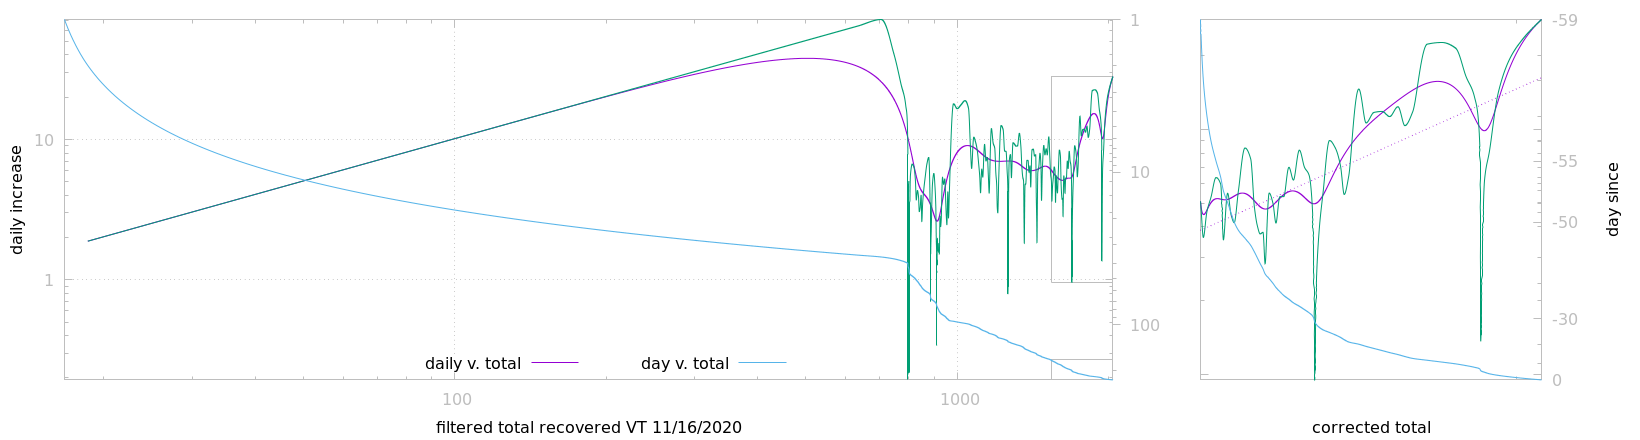 daily increase
10
1
1
10
100
daily v. total
day v. total
100
1000
filtered total recovered VT 11/16/2020
-59
-55
-50
-30
0
day since
corrected total